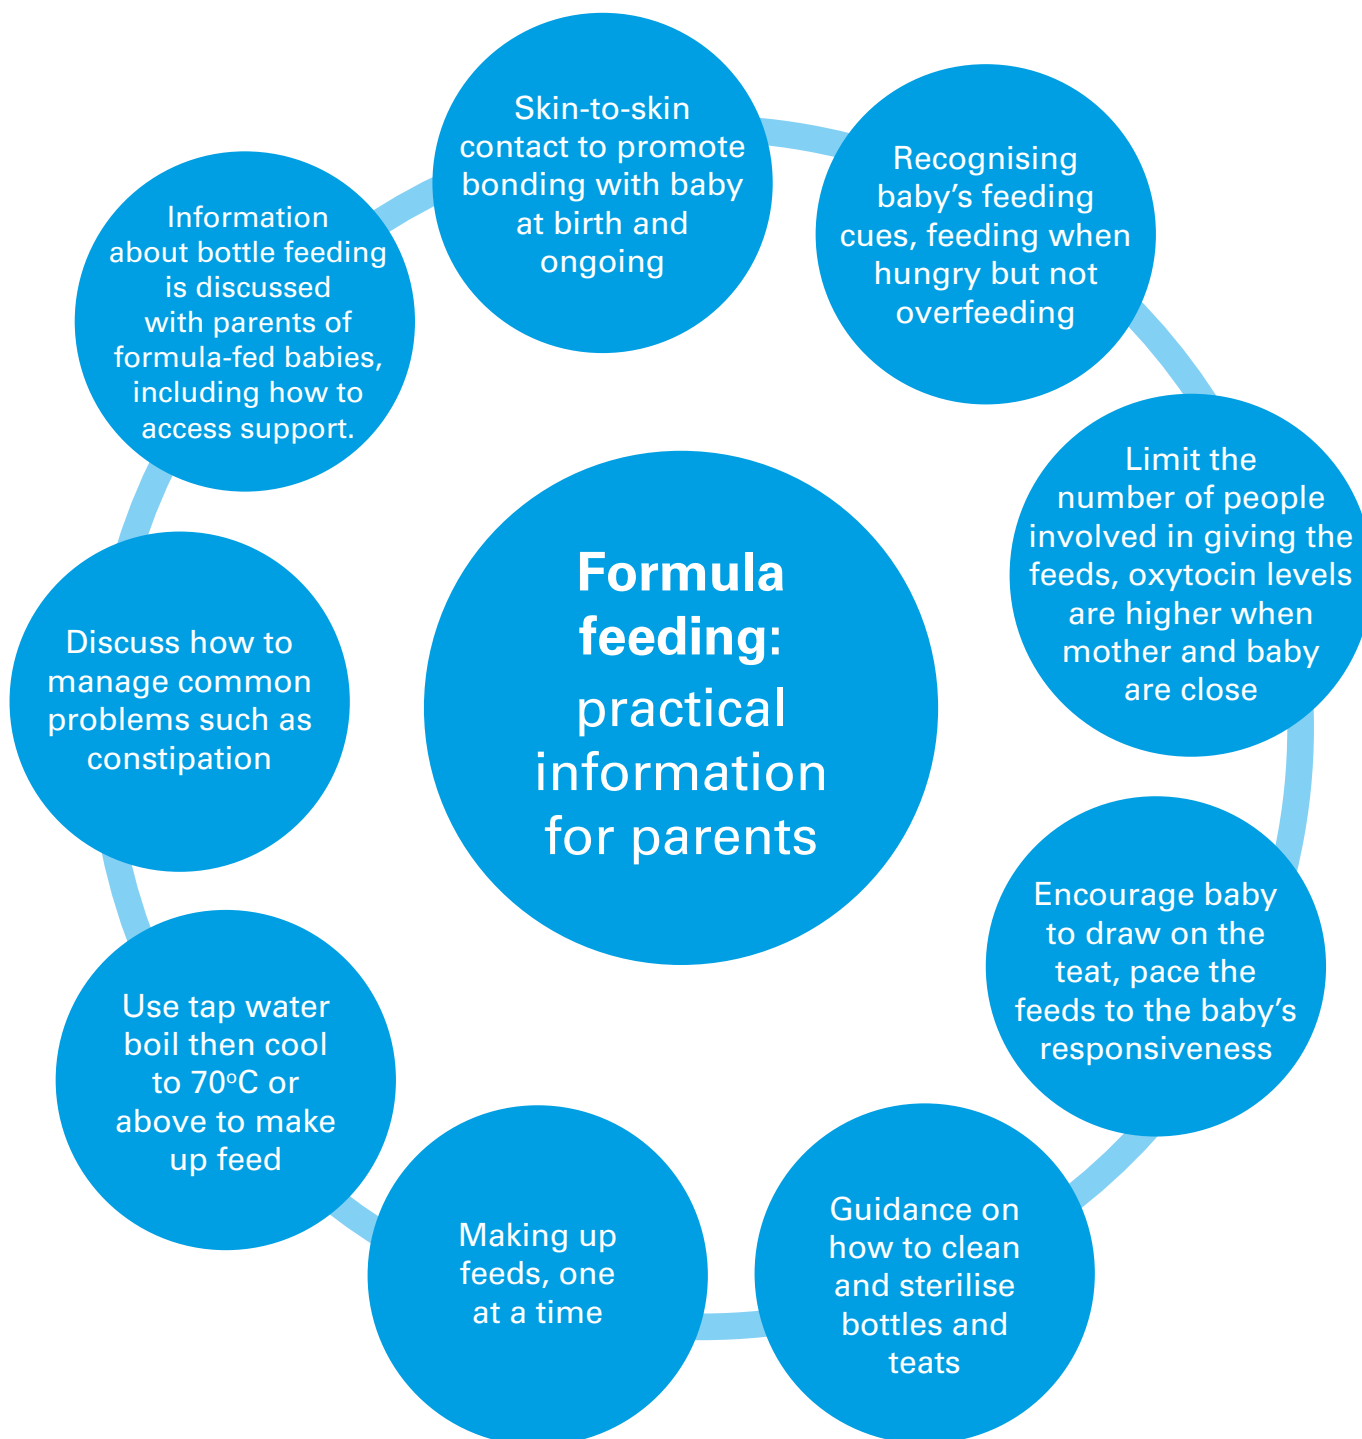 Skin-to-skin
contact to promote
bonding with baby
at birth and
ongoing
Recognising
baby’s feeding
cues, feeding when
hungry but not
overfeeding
Limit the
number of people
involved in giving the
feeds, oxytocin levels
are higher when
mother and baby
are close
Encourage baby
to draw on the
teat, pace the
feeds to the baby’s
responsiveness
Guidance on
how to clean
and sterilise
bottles and
teats
Making up
feeds, one
at a time
Use tap water
boil then cool
to 70ºC or
above to make
up feed
Discuss how to
manage common
problems such as
constipation
Information
about bottle feeding
is discussed
with parents of
formula-fed babies,
including how to
access support.
Formula
feeding:
practical
information
for parents